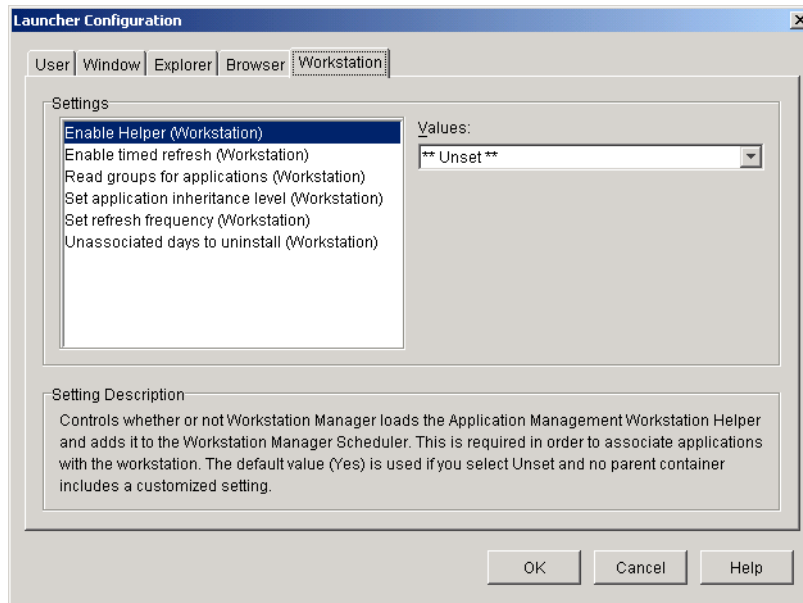 Launcher Configuration
User Window Explorer Browser Workstation
Settings
Enable Helper (Workstation)
Enable timed refresh (Workstation)
Read groups for applications (Workstation)
Set application inheritance level (Workstation)
Set refresh frequency (Workstation)
Unassociated days to uninstall (Workstation)
Values:
** Unset **
Setting Description
Controls whether or not Workstation Manager loads the Application Management Workstation Helper
and adds it to the Workstation Manager Scheduler. This is required in order to associate applications
with the workstation. The default value (Yes) is used if you select Unset and no parent container
includes a customized setting.
OK Cancel Help